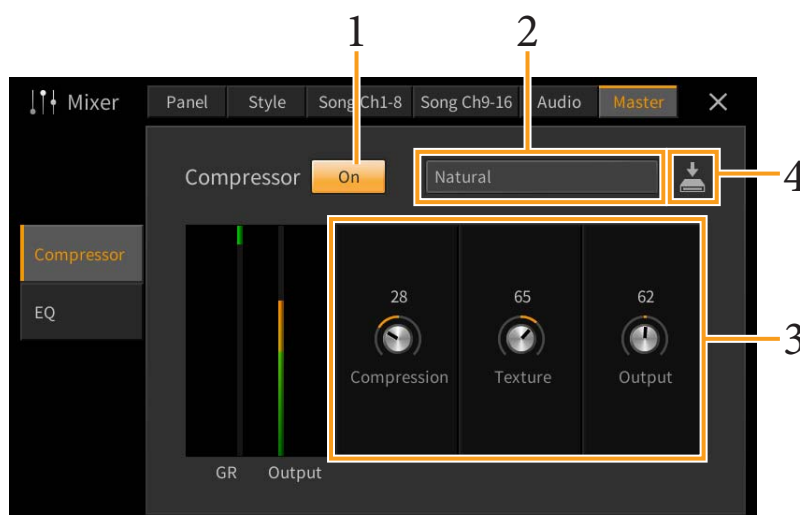 1 2
Mixer Panel Style Song Ch1-8 Song Ch9-16 Audio Master
Compressor On Natural 4
Compressor
EQ
28 65 62
3
Compression Texture Output
GR Output